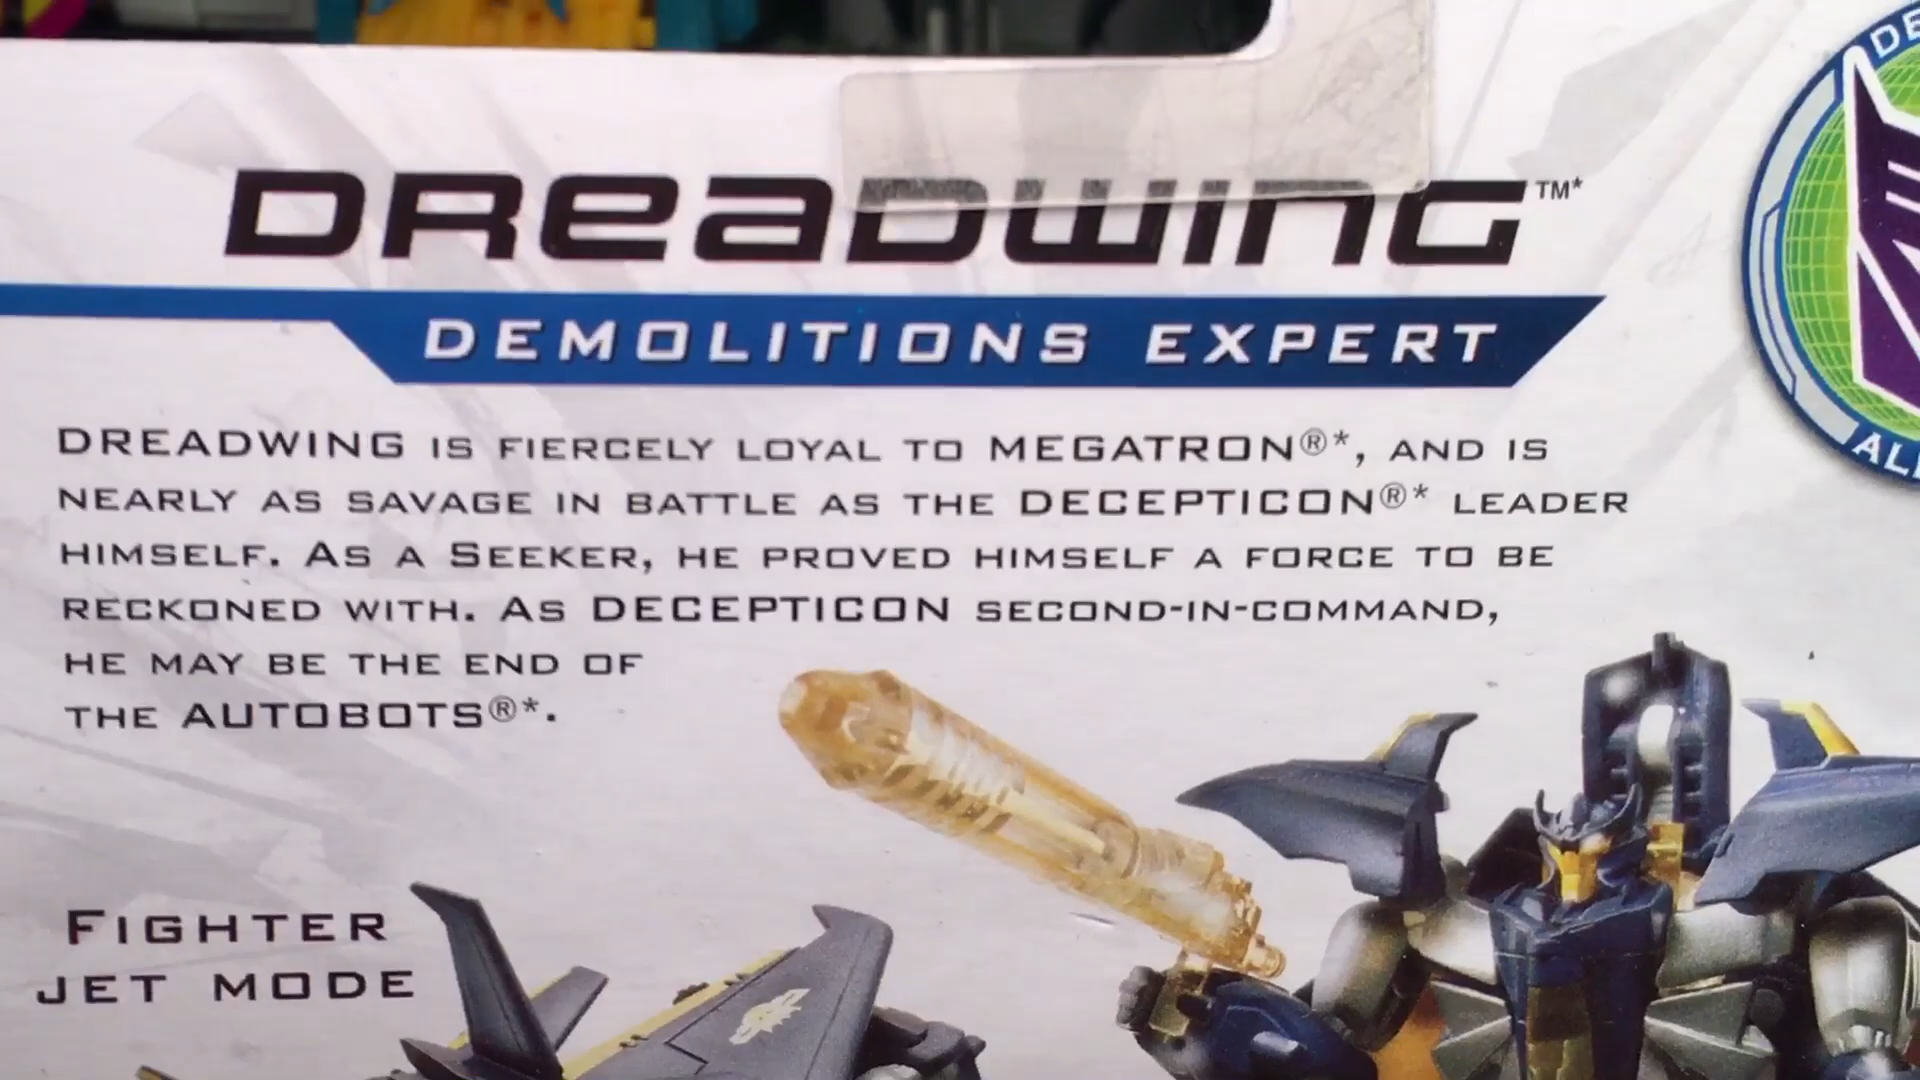 DREADWING™*
DEMOLITIONS EXPERT
DREADWING IS FIERCELY LOYAL TO MEGATRON®*, AND IS
NEARLY AS SAVAGE IN BATTLE AS THE DECEPTICON®* LEADER
HIMSELF. AS A SEEKER, HE PROVED HIMSELF A FORCE TO BE
RECKONED WITH. AS DECEPTICON SECOND-IN-COMMAND,
HE MAY BE THE END OF
THE AUTOBOTS®*.
FIGHTER
JET MODE